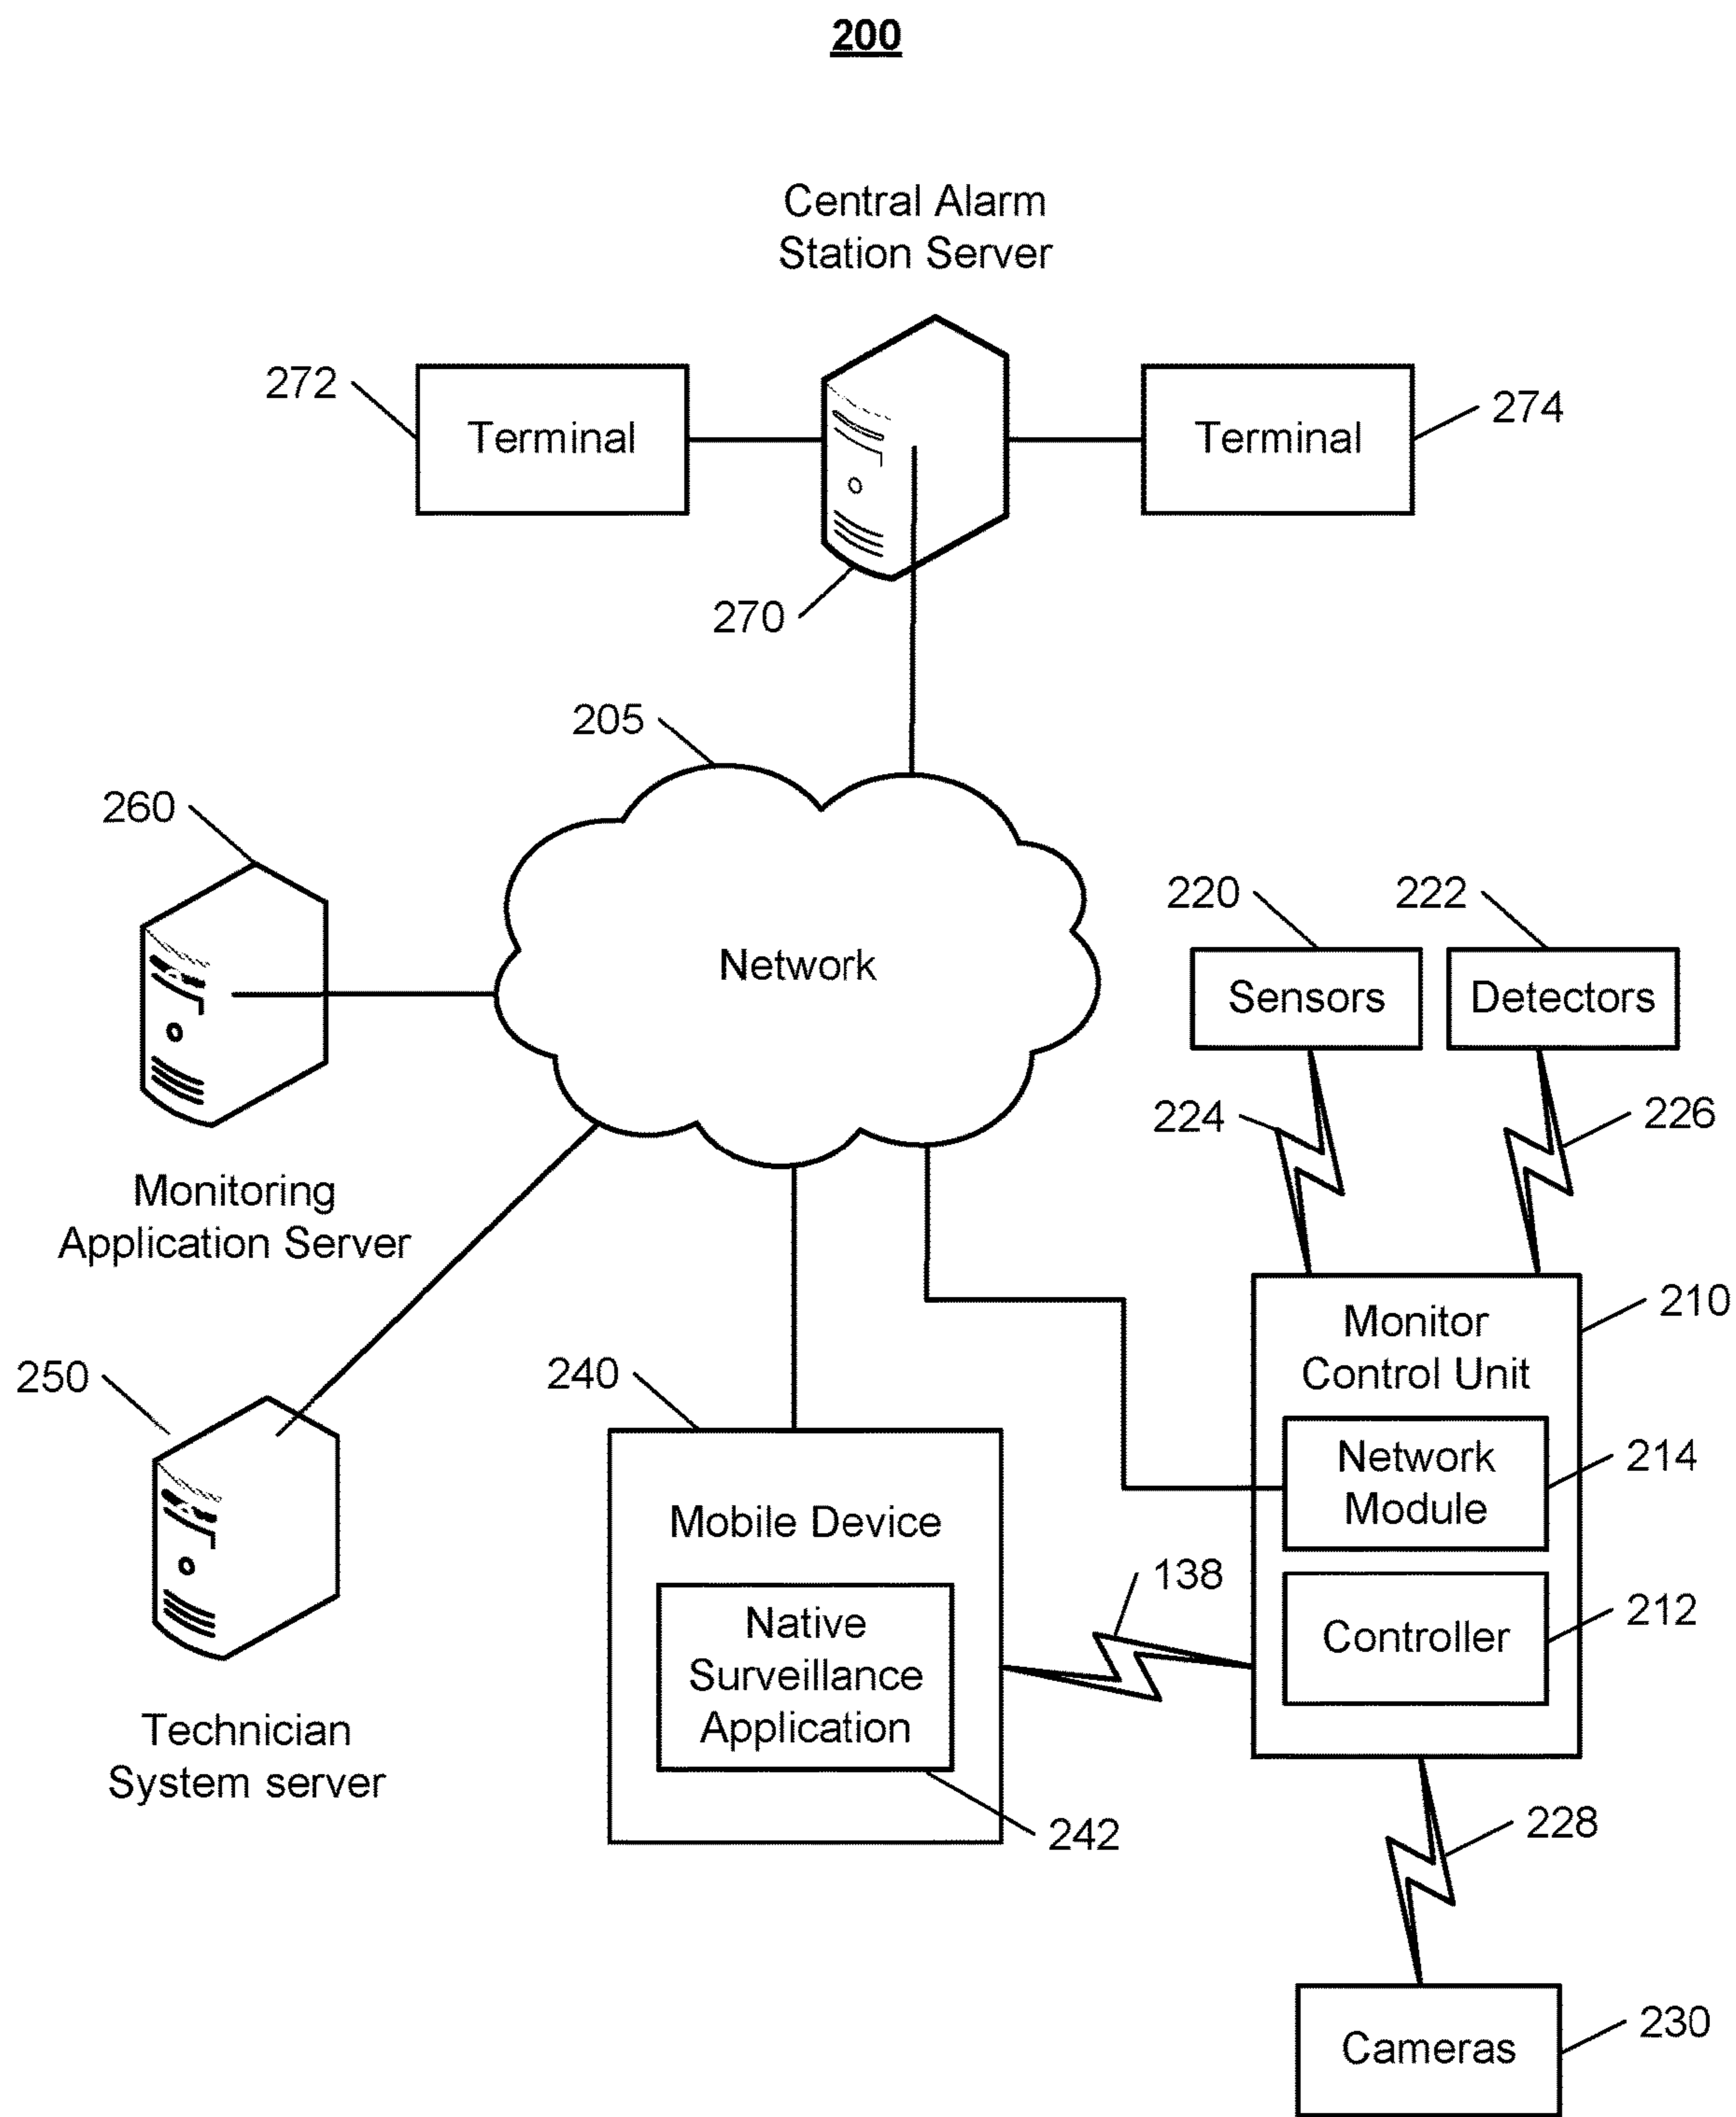 200
Central Alarm
Station Server
272
Terminal
Terminal
274
270
205
260
Network
220
222
Sensors
Detectors
224
226
Monitoring
Application Server
210
Monitor
Control Unit
250
240
Network
Module
214
Mobile Device
138
212
Controller
Native
Surveillance
Application
Technician
System server
242
228
230
Cameras